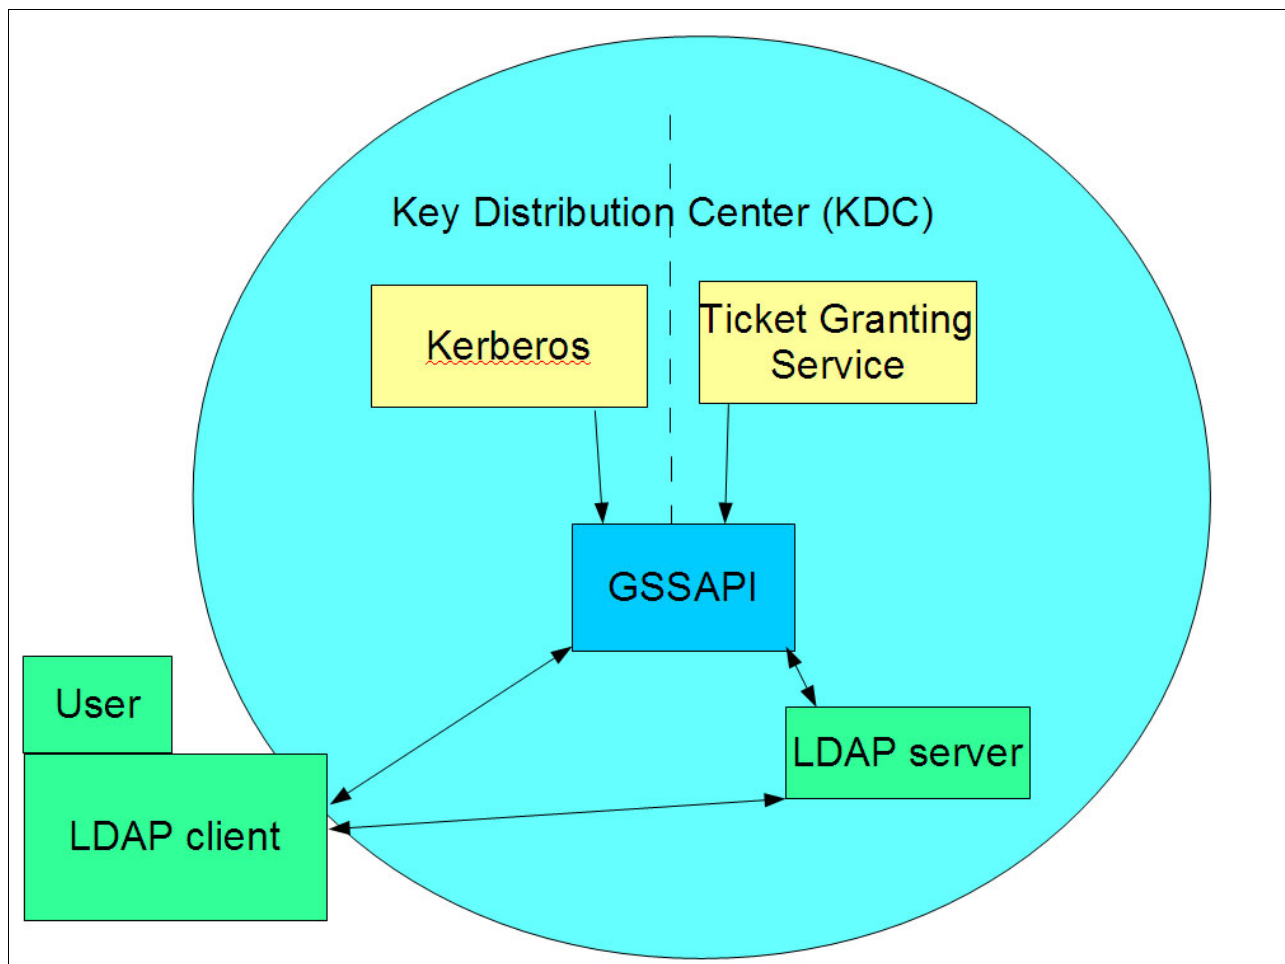 Key Distribution Center (KDC)
Kerberos
Ticket Granting
Service
GSSAPI
User
LDAP server
LDAP client